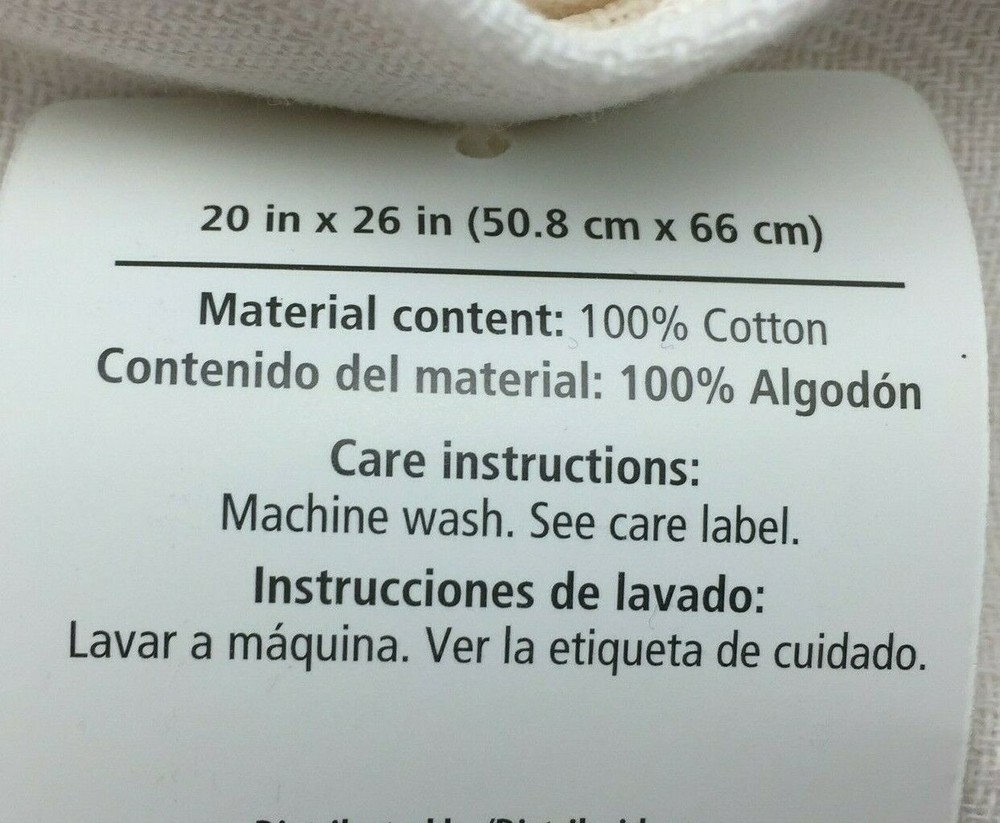 20 in x 26 in (50.8 cm x 66 cm)
Material content: 100% Cotton
Contenido del material: 100% Algodón
Care instructions:
Machine wash. See care label.
Instrucciones de lavado:
Lavar a máquina. Ver la etiqueta de cuidado.